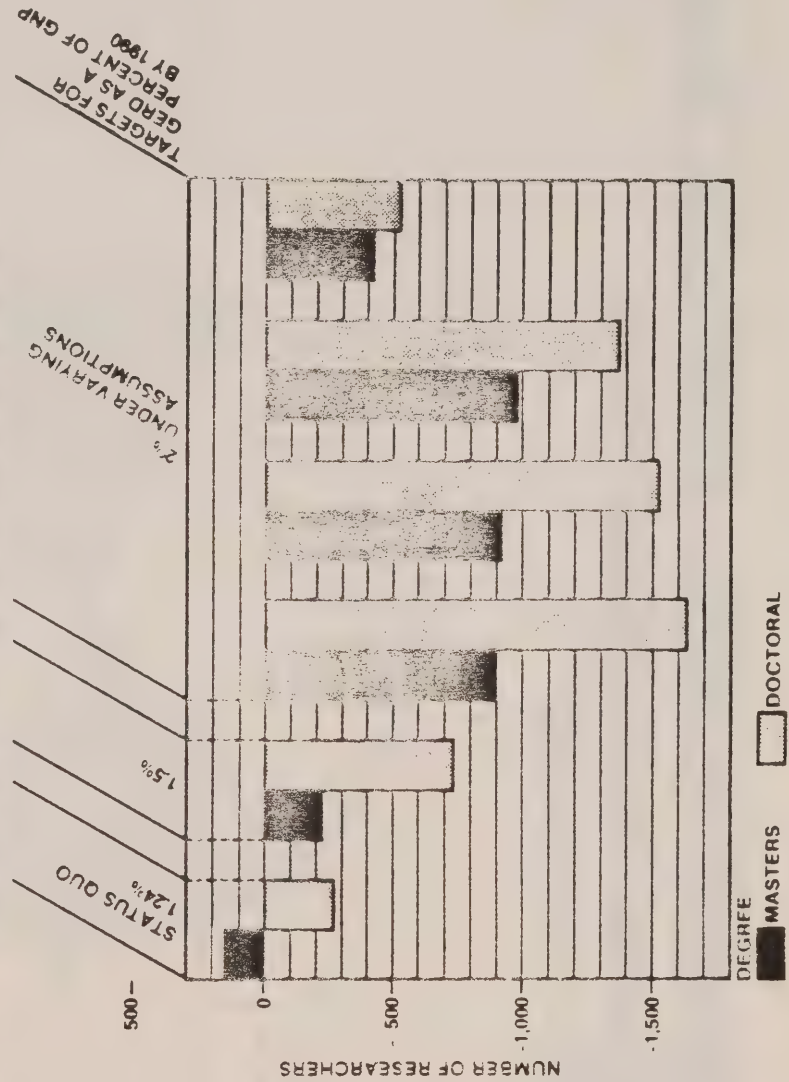 TARGETS FOR
GERD AS A
PERCENT OF GNP
BY 1990
STATUS QUO
1.24%
1.5%
2%
UNDER VARYING
ASSUMPTIONS
NUMBER OF RESEARCHERS
500-
0 -
- 500 -
-1,000 -
-1,500 -
DEGREE
MASTERS
DOCTORAL